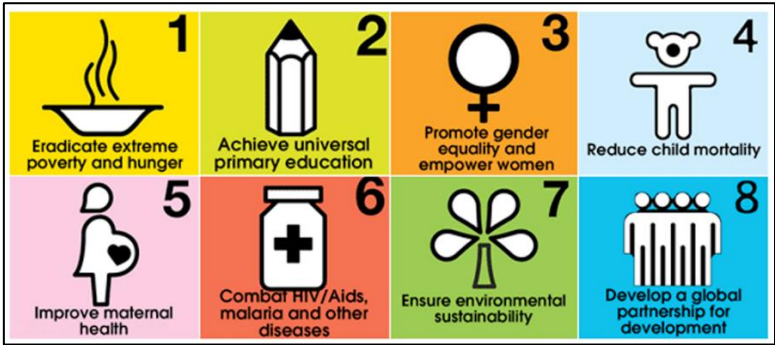 1
Eradicate extreme
poverty and hunger
2
Achieve universal
primary education
3
Promote gender
equality and
empower women
4
Reduce child mortality
5
Improve maternal
health
6
Combat HIV/Aids,
malaria and other
diseases
7
Ensure environmental
sustainability
8
Develop a global
partnership for
development